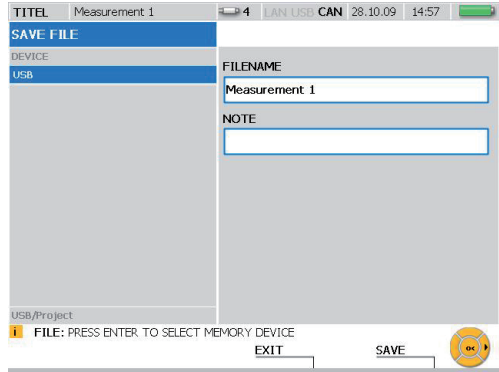 TITEL Measurement 1 4 LAN USB CAN 28.10.09 14:57
SAVE FILE
DEVICE
USB
FILENAME
Measurement 1
NOTE
USB/Project
i FILE: PRESS ENTER TO SELECT MEMORY DEVICE
EXIT SAVE
OK